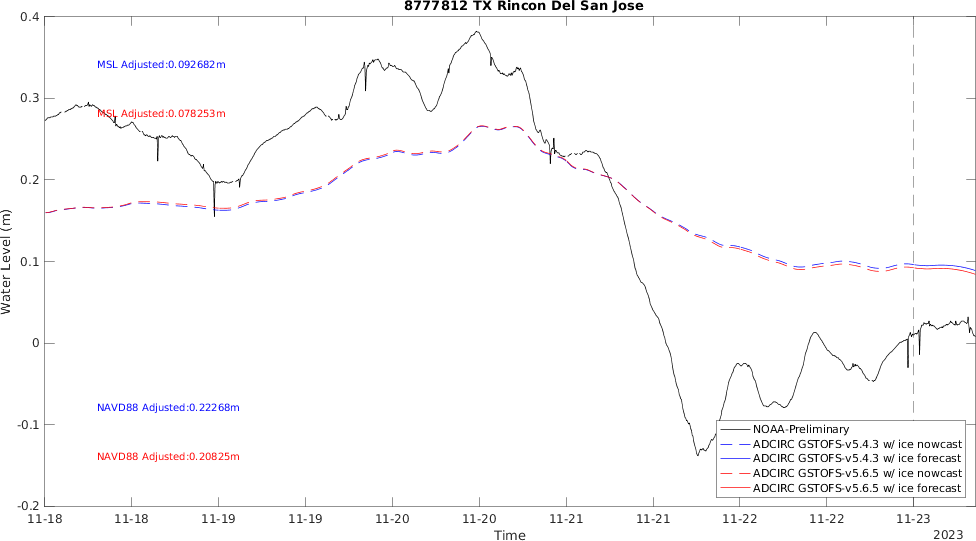 8777812 TX Rincon Del San Jose
Water Level (m)
0.4
0.3
0.2
0.1
0
-0.1
-0.2
MSL Adjusted:0.092682m
MSL Adjusted:0.078253m
NAVD88 Adjusted:0.22268m
NAVD88 Adjusted:0.20825m
NOAA-Preliminary
ADCIRC GSTOFS-v5.4.3 w/ ice nowcast
ADCIRC GSTOFS-v5.4.3 w/ ice forecast
ADCIRC GSTOFS-v5.6.5 w/ ice nowcast
ADCIRC GSTOFS-v5.6.5 w/ ice forecast
11-18 11-18 11-19 11-19 11-20 11-20 11-21 11-21 11-22 11-22 11-23
Time
2023